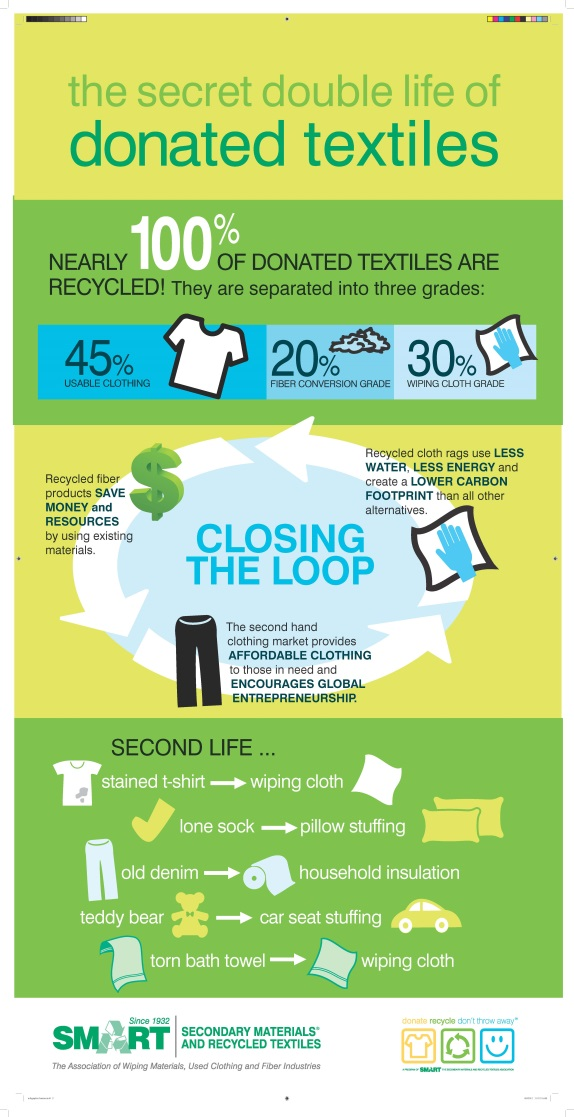 the secret double life of
donated textiles
NEARLY 100% OF DONATED TEXTILES ARE
RECYCLED! They are separated into three grades:
45%
USABLE CLOTHING
20%
FIBER CONVERSION GRADE
30%
WIPING CLOTH GRADE
Recycled fiber
products SAVE
MONEY and
RESOURCES
by using existing
materials.
$
Recycled cloth rags use LESS
WATER, LESS ENERGY and
create a LOWER CARBON
FOOTPRINT than all other
alternatives.
CLOSING
THE LOOP
The second hand
clothing market provides
AFFORDABLE CLOTHING
to those in need and
ENCOURAGES GLOBAL
ENTREPRENEURSHIP.
SECOND LIFE ...
stained t-shirt wiping cloth
lone sock pillow stuffing
old denim household insulation
teddy bear car seat stuffing
torn bath towel wiping cloth
Since 1932
SMART
SECONDARY MATERIALS®
AND RECYCLED TEXTILES
The Association of Wiping Materials, Used Clothing and Fiber Industries
donate recycle don't throw away®
SMART